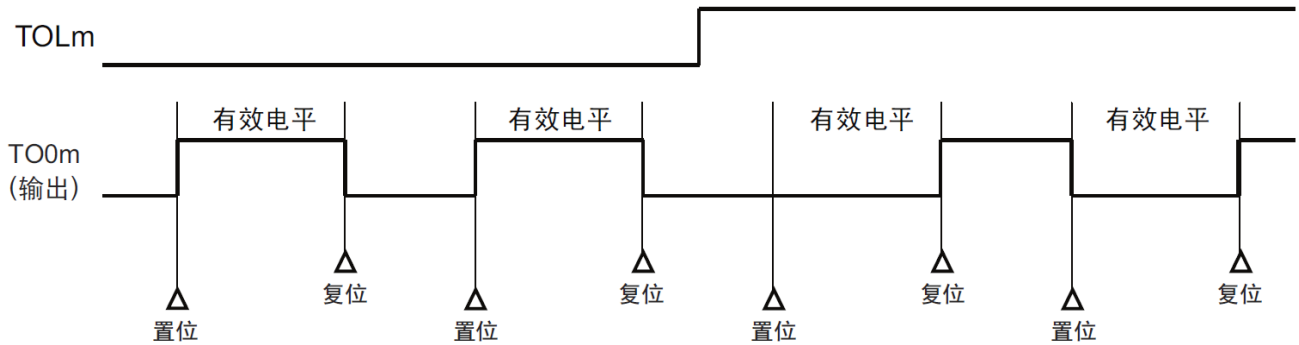 TOLm
有效电平 有效电平 有效电平 有效电平
TO0m
(输出)
复位 复位 复位 复位
置位 置位 置位 置位